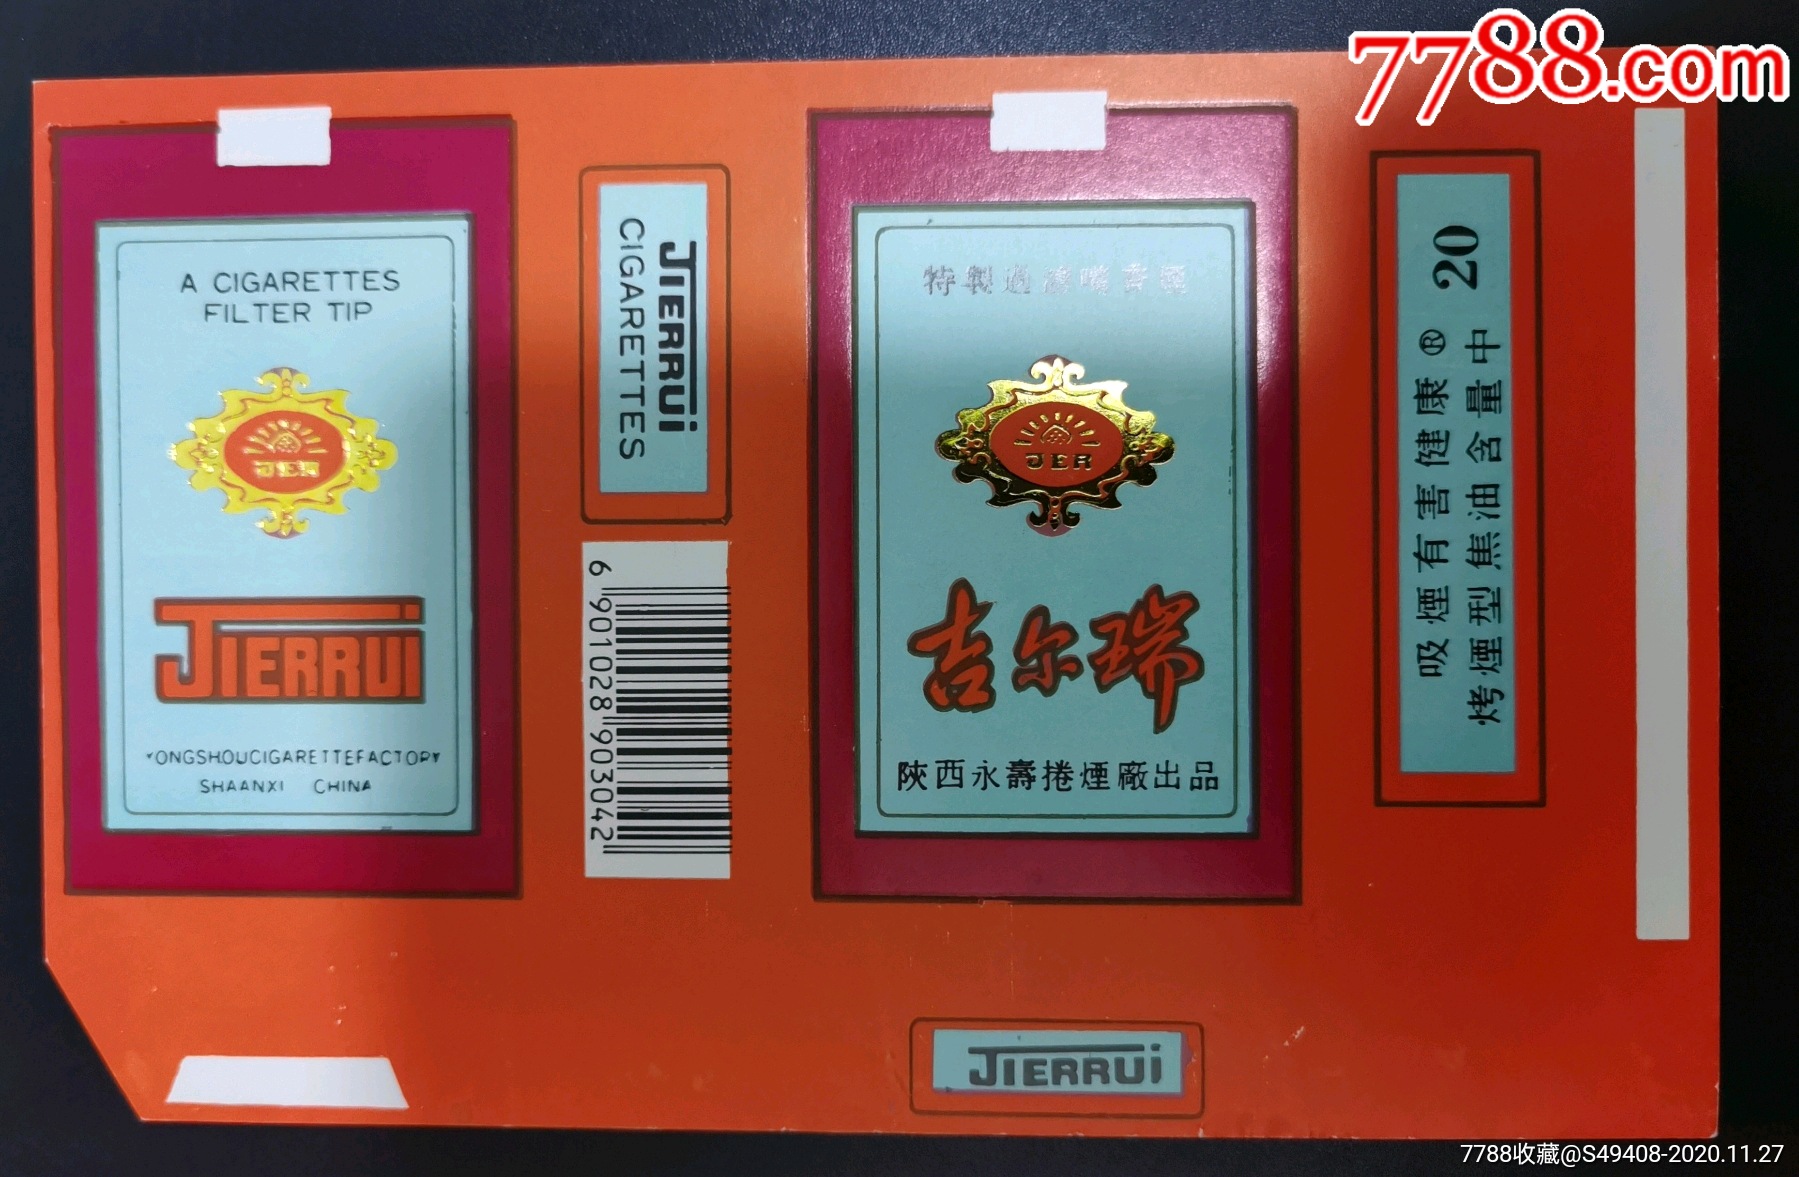 7788.com
A CIGARETTES
FILTER TIP
JER
JIERRUI
YONGSHOUCIGARETTEFACTORY
SHAANXI CHINA
JIERRUI
CIGARETTES
6 901028 903042
特製過濾嘴香煙
JER
吉尔瑞
陝西永壽捲煙廠出品
20
吸煙有害健康®
烤煙型焦油含量中
JIERRUI
7788收藏@S49408-2020.11.27